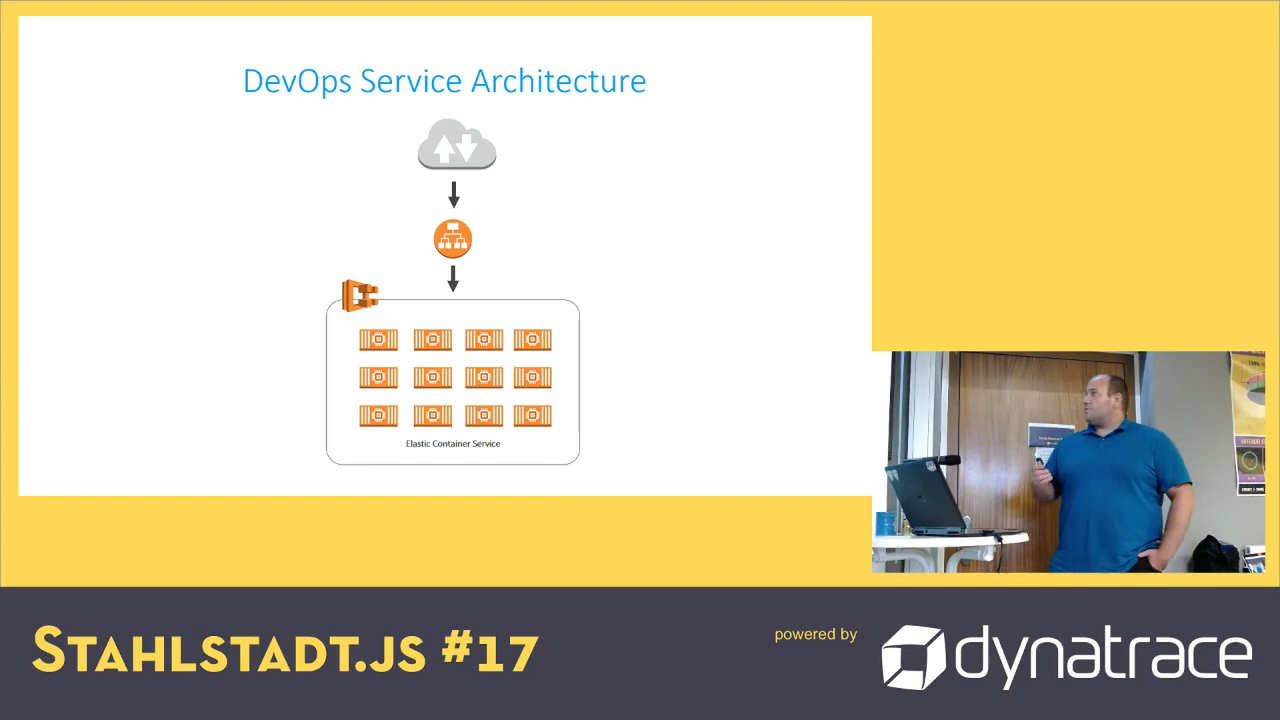 DevOps Service Architecture
Elastic Container Service
STAHLSTADT.JS #17
powered by
dynatrace